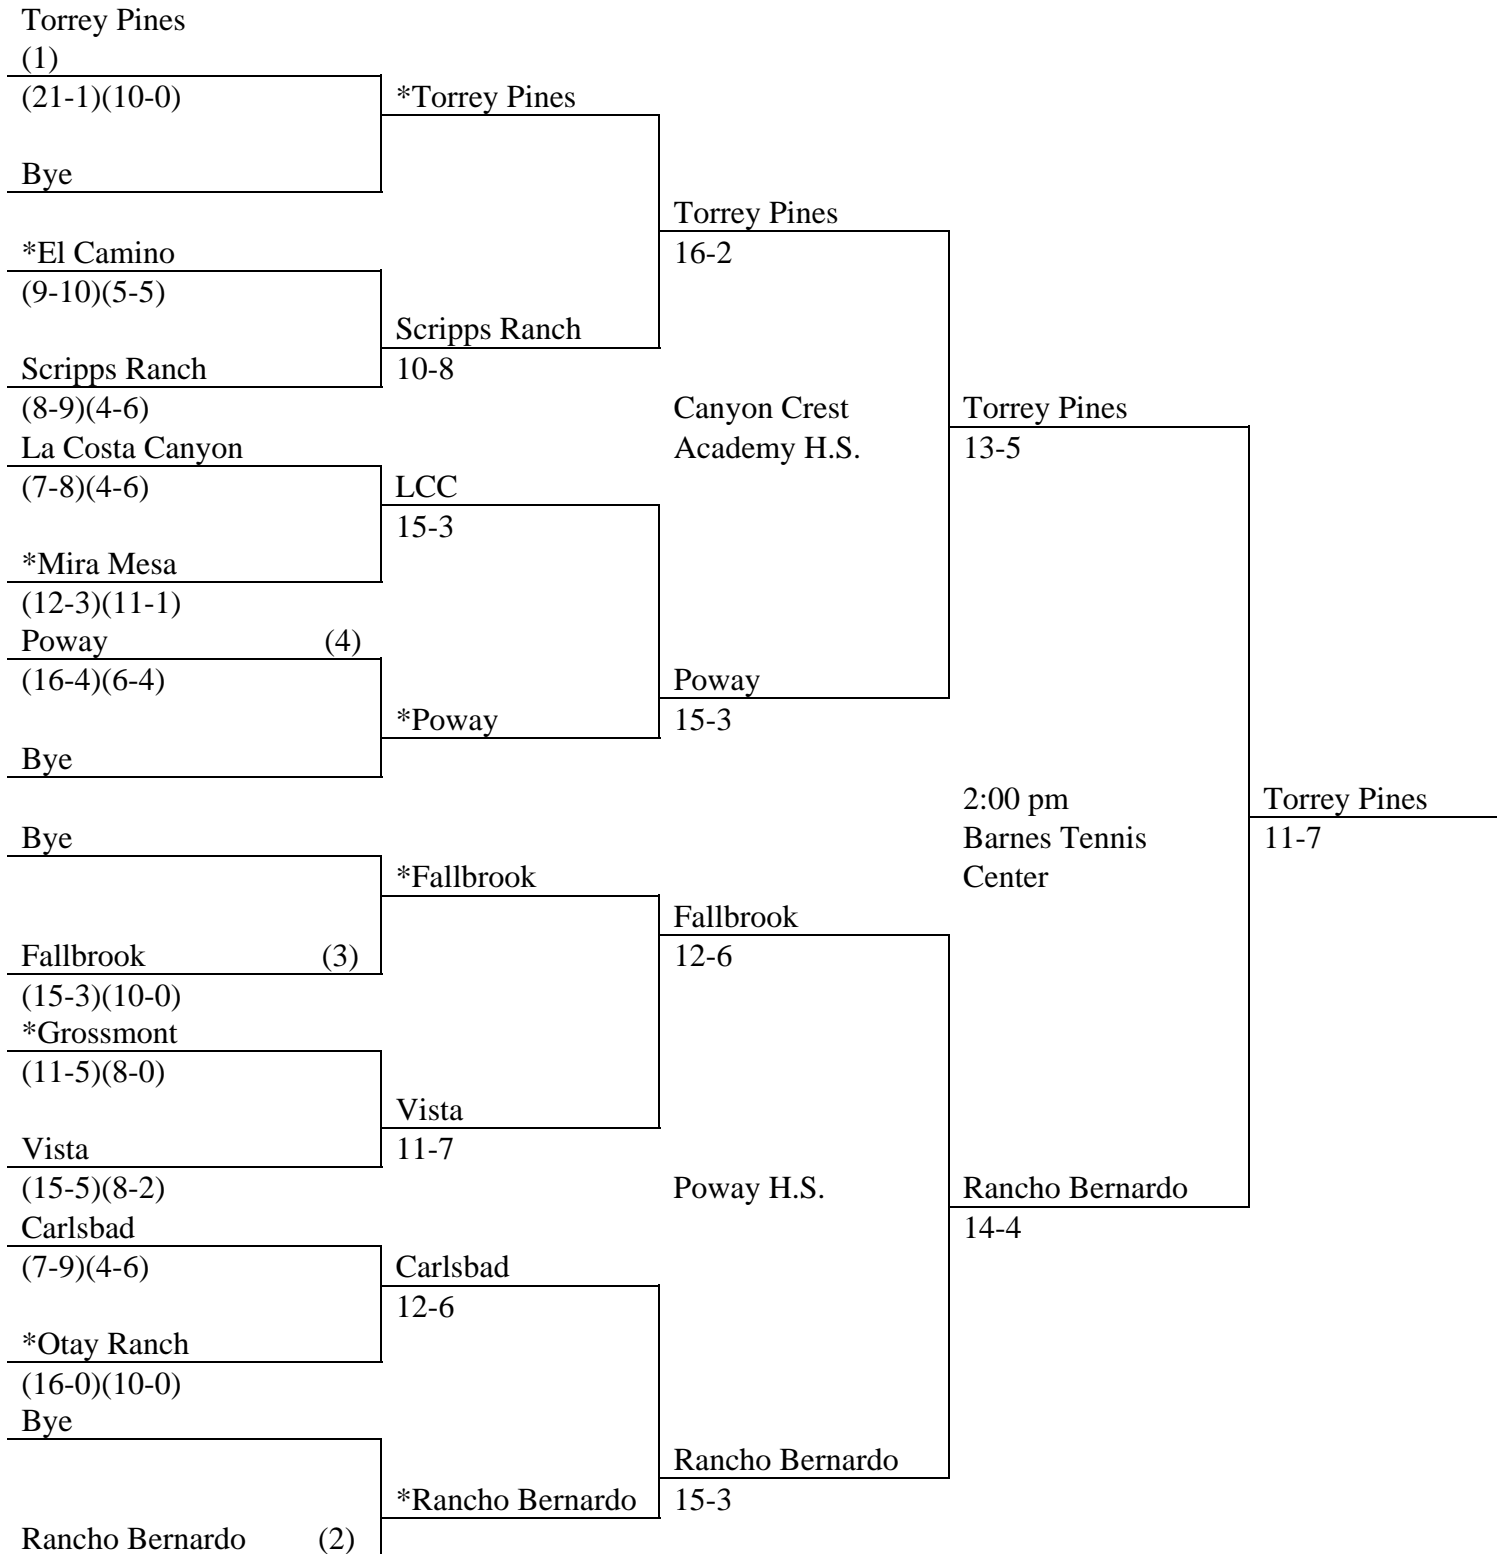 Torrey Pines
(1)
(21-1)(10-0)
*Torrey Pines
Bye
Torrey Pines
*El Camino
16-2
(9-10)(5-5)
Scripps Ranch
Scripps Ranch
10-8
(8-9)(4-6)
Canyon Crest
Torrey Pines
La Costa Canyon
Academy H.S.
13-5
(7-8)(4-6)
LCC
15-3
*Mira Mesa
(12-3)(11-1)
Poway (4)
(16-4)(6-4)
Poway
*Poway
15-3
Bye
2:00 pm
Torrey Pines
Bye
Barnes Tennis
11-7
*Fallbrook
Center
Fallbrook
Fallbrook (3)
12-6
(15-3)(10-0)
*Grossmont
(11-5)(8-0)
Vista
Vista
11-7
(15-5)(8-2)
Poway H.S.
Rancho Bernardo
Carlsbad
14-4
(7-9)(4-6)
Carlsbad
12-6
*Otay Ranch
(16-0)(10-0)
Bye
Rancho Bernardo
*Rancho Bernardo
15-3
Rancho Bernardo (2)